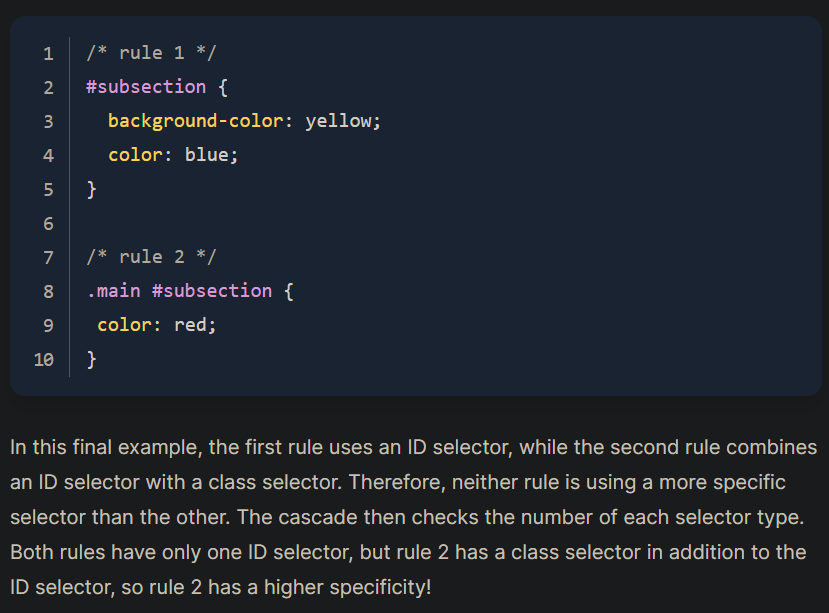 1 /* rule 1 */
2 #subsection {
3   background-color: yellow;
4   color: blue;
5 }
6
7 /* rule 2 */
8 .main #subsection {
9  color: red;
10 }
In this final example, the first rule uses an ID selector, while the second rule combines
an ID selector with a class selector. Therefore, neither rule is using a more specific
selector than the other. The cascade then checks the number of each selector type.
Both rules have only one ID selector, but rule 2 has a class selector in addition to the
ID selector, so rule 2 has a higher specificity!